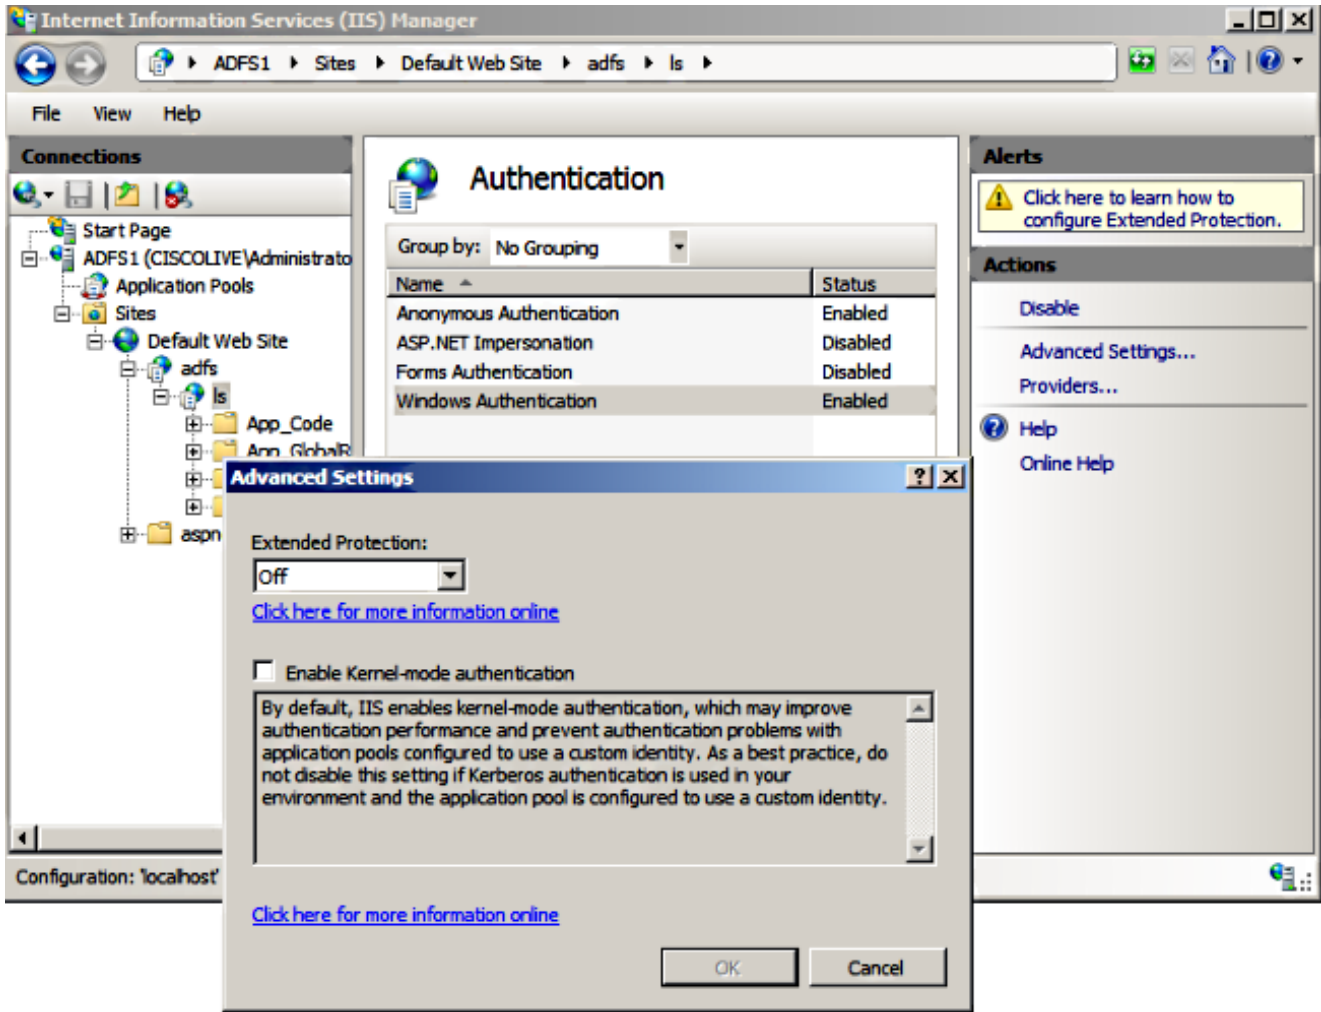 Internet Information Services (IIS) Manager
ADFS1 Sites Default Web Site adfs ls
File View Help
Connections
Start Page
ADFS1 (CISCOLIVE\Administrato
Application Pools
Sites
Default Web Site
adfs
ls
App_Code
App_GlobalR
aspn
Configuration: 'localhost'
Authentication
Group by: No Grouping
Name Status
Anonymous Authentication Enabled
ASP.NET Impersonation Disabled
Forms Authentication Disabled
Windows Authentication Enabled
Alerts
Click here to learn how to
configure Extended Protection.
Actions
Disable
Advanced Settings...
Providers...
Help
Online Help
Advanced Settings
Extended Protection:
Off
Click here for more information online
Enable Kernel-mode authentication
By default, IIS enables kernel-mode authentication, which may improve
authentication performance and prevent authentication problems with
application pools configured to use a custom identity. As a best practice, do
not disable this setting if Kerberos authentication is used in your
environment and the application pool is configured to use a custom identity.
Click here for more information online
OK Cancel